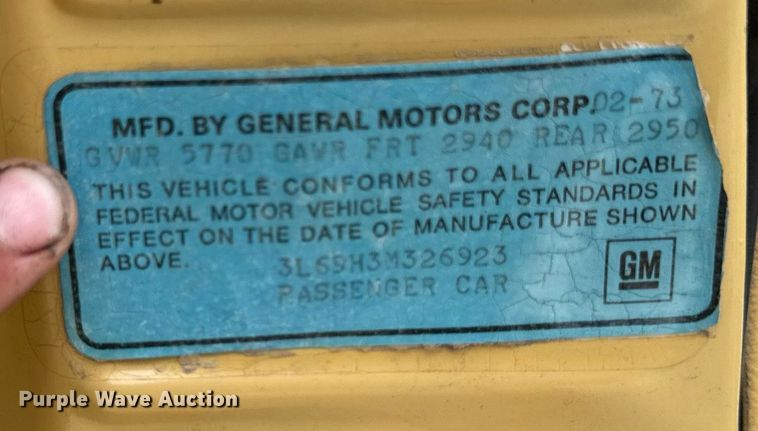 MFD. BY GENERAL MOTORS CORP. 02-73
GVWR 5770 GAWR FRT 2940 REAR 2950
THIS VEHICLE CONFORMS TO ALL APPLICABLE
FEDERAL MOTOR VEHICLE SAFETY STANDARDS IN
EFFECT ON THE DATE OF MANUFACTURE SHOWN
ABOVE.
3L69H3M326923
PASSENGER CAR
GM
Purple Wave Auction